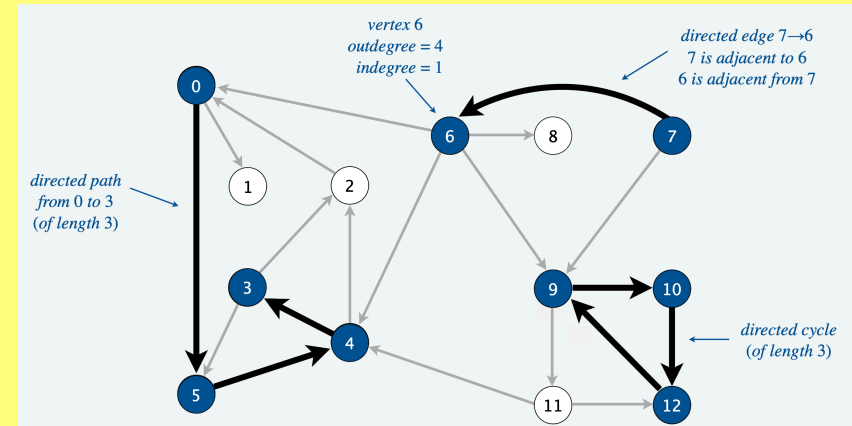 vertex 6
outdegree = 4
indegree = 1
directed edge 7→6
7 is adjacent to 6
6 is adjacent from 7
0
6
8
7
directed path
from 0 to 3
(of length 3)
1
2
3
9
10
4
directed cycle
(of length 3)
5
11
12